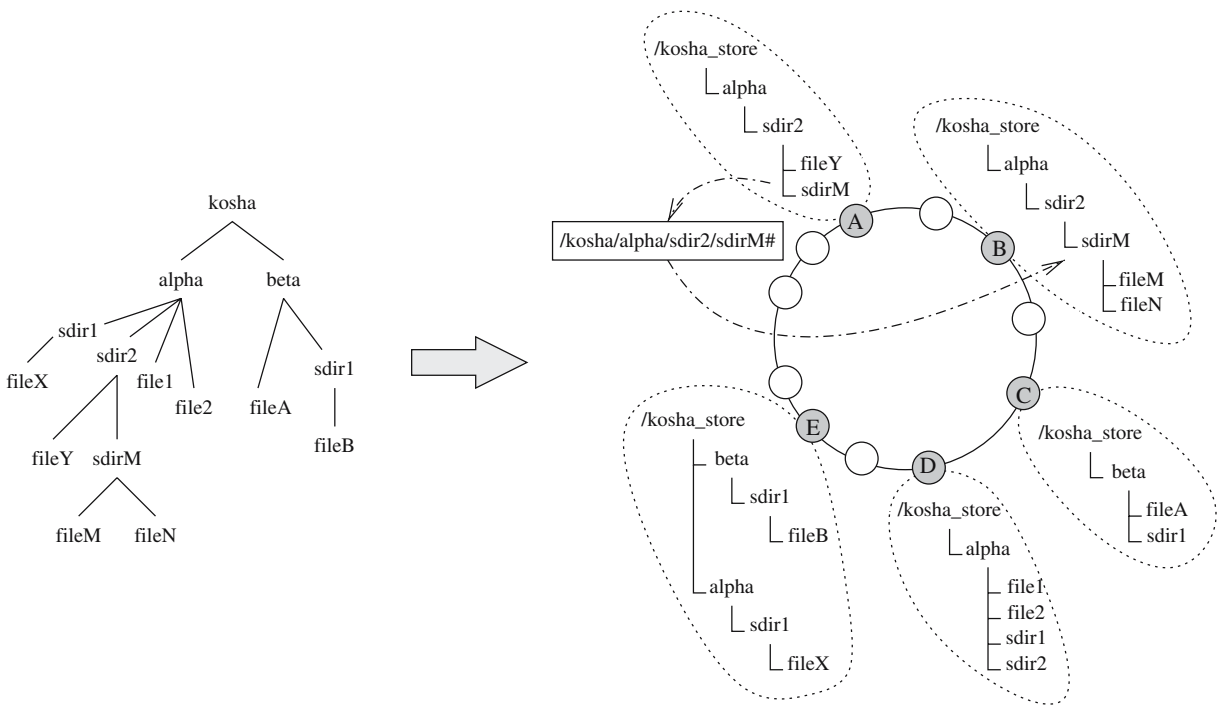 kosha
alpha
beta
sdir1
sdir2
fileX
file1
file2
fileA
sdir1
fileB
fileY
sdirM
fileM
fileN
/kosha_store
alpha
sdir2
fileY
sdirM
/kosha/alpha/sdir2/sdirM#
A
/kosha_store
alpha
sdir2
sdirM
fileM
fileN
B
C
/kosha_store
beta
fileA
sdir1
D
/kosha_store
alpha
file1
file2
sdir1
sdir2
E
/kosha_store
beta
sdir1
fileB
alpha
sdir1
fileX